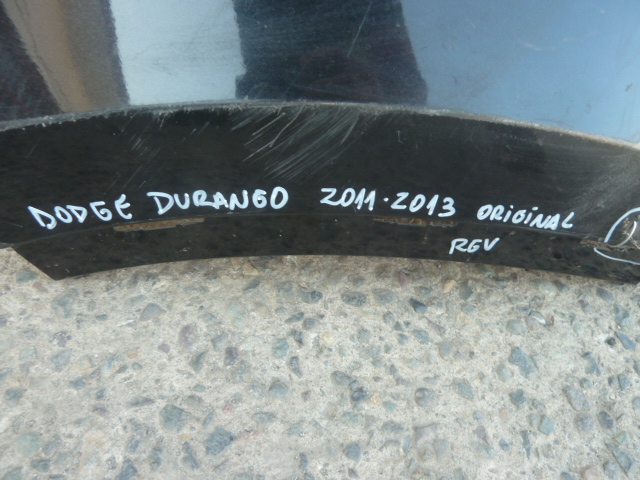 DODGE DURANGO 2011-2013 ORIGINAL
REV